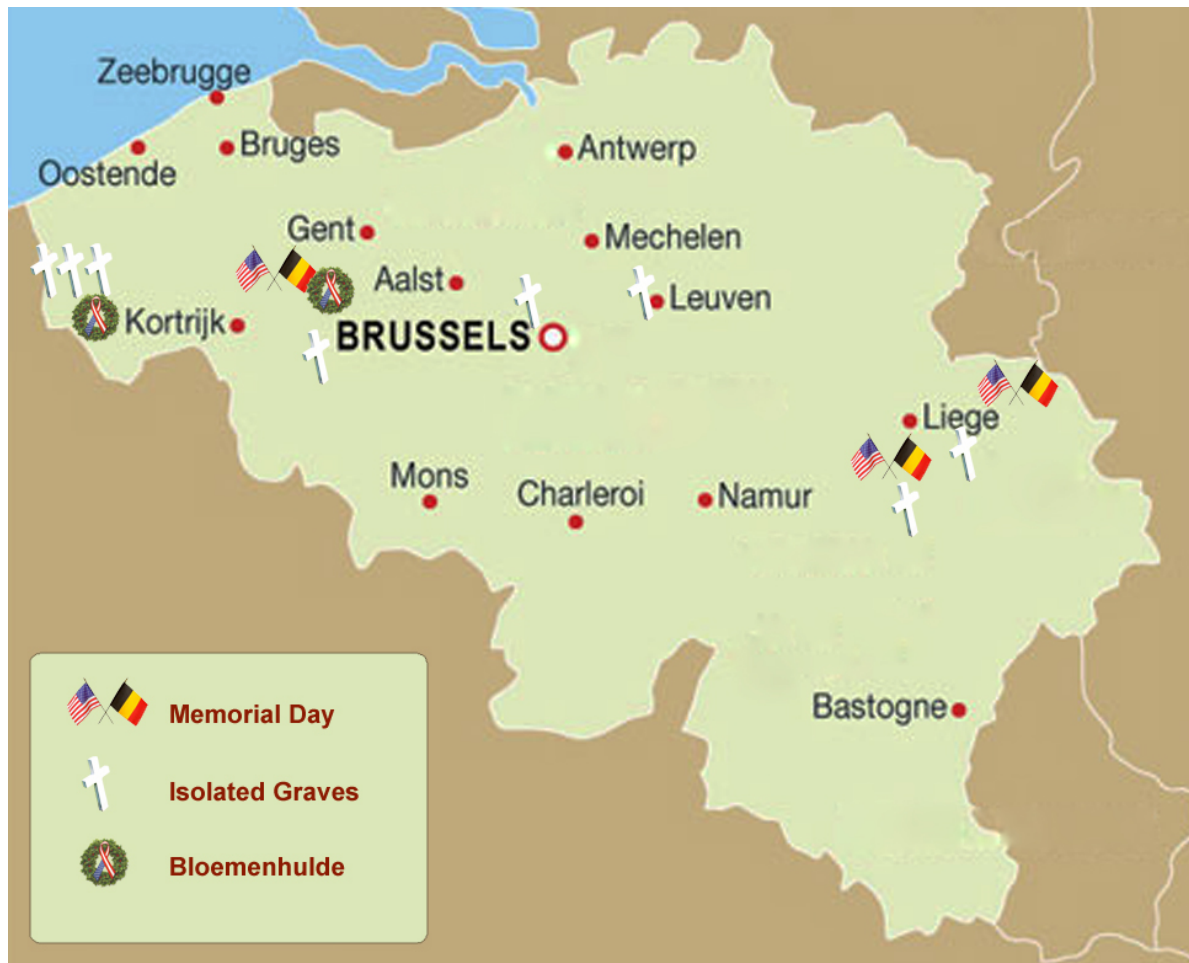 Zeebrugge
Bruges
Oostende
Antwerp
Gent
Mechelen
Aalst
Leuven
Kortrijk
BRUSSELS
Liege
Mons
Charleroi
Namur
Bastogne
Memorial Day
Isolated Graves
Bloemenhulde